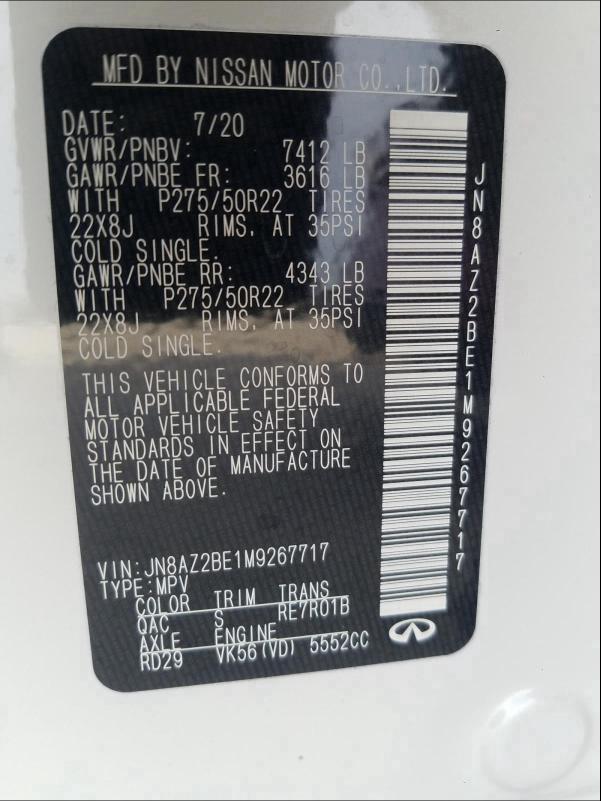 MFD BY NISSAN MOTOR CO.,LTD.
DATE: 7/20
GVWR/PNBV: 7412 LB
GAWR/PNBE FR: 3616 LB
WITH P275/50R22 TIRES
22X8J RIMS, AT 35PSI
COLD SINGLE.
GAWR/PNBE RR: 4343 LB
WITH P275/50R22 TIRES
22X8J RIMS, AT 35PSI
COLD SINGLE.
THIS VEHICLE CONFORMS TO
ALL APPLICABLE FEDERAL
MOTOR VEHICLE SAFETY
STANDARDS IN EFFECT ON
THE DATE OF MANUFACTURE
SHOWN ABOVE.
VIN:JN8AZ2BE1M9267717
TYPE:MPV
COLOR TRIM TRANS
QAC S RE7R01B
AXLE ENGINE
RD29 VK56(VD) 5552CC
JN8AZ2BE1M9267717